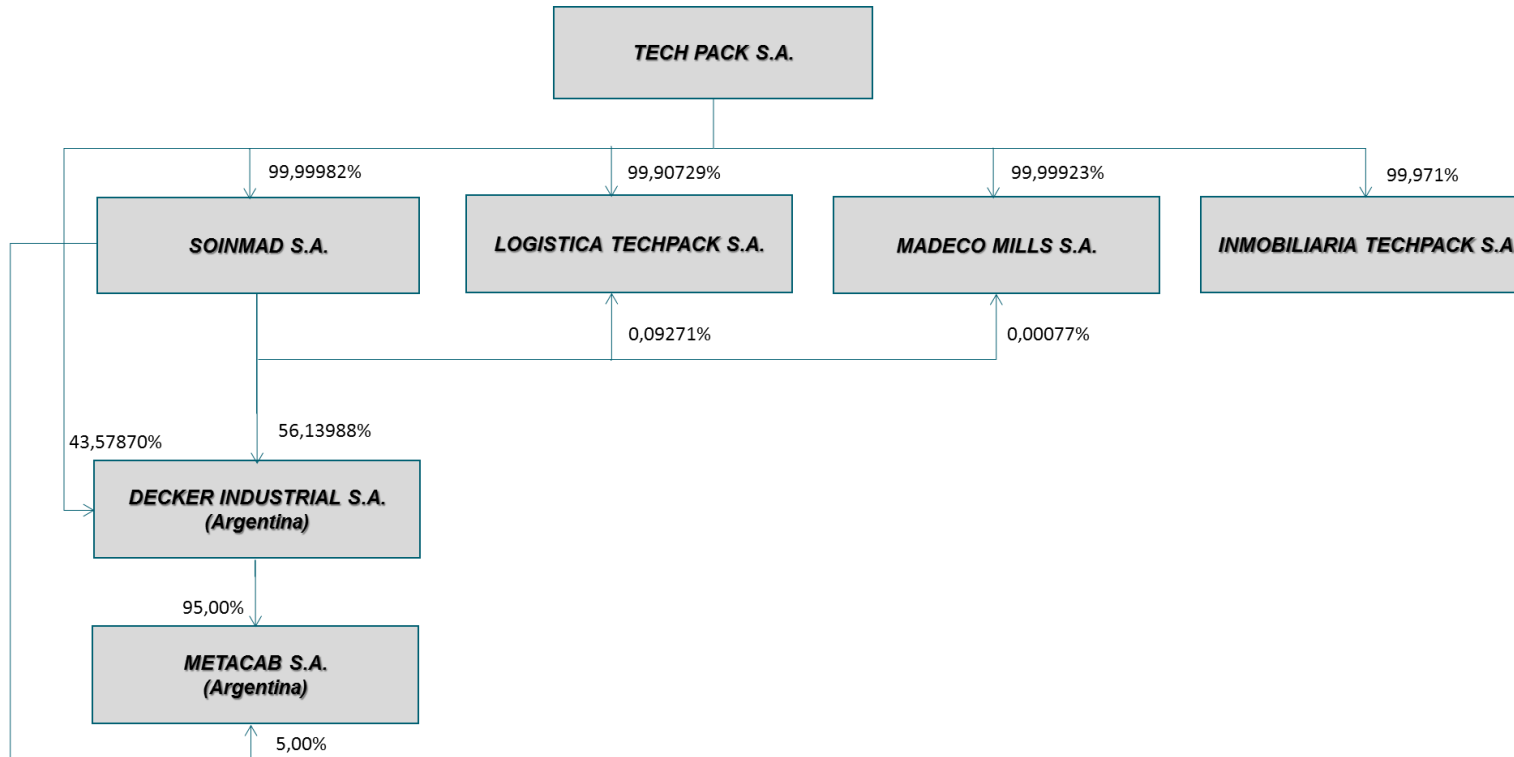 TECH PACK S.A.
99,99982%
99,90729%
99,99923%
99,971%
SOINMAD S.A.
LOGISTICA TECHPACK S.A.
MADECO MILLS S.A.
INMOBILIARIA TECHPACK S.A
0,09271%
0,00077%
43,57870%
56,13988%
DECKER INDUSTRIAL S.A.
(Argentina)
95,00%
METACAB S.A.
(Argentina)
5,00%